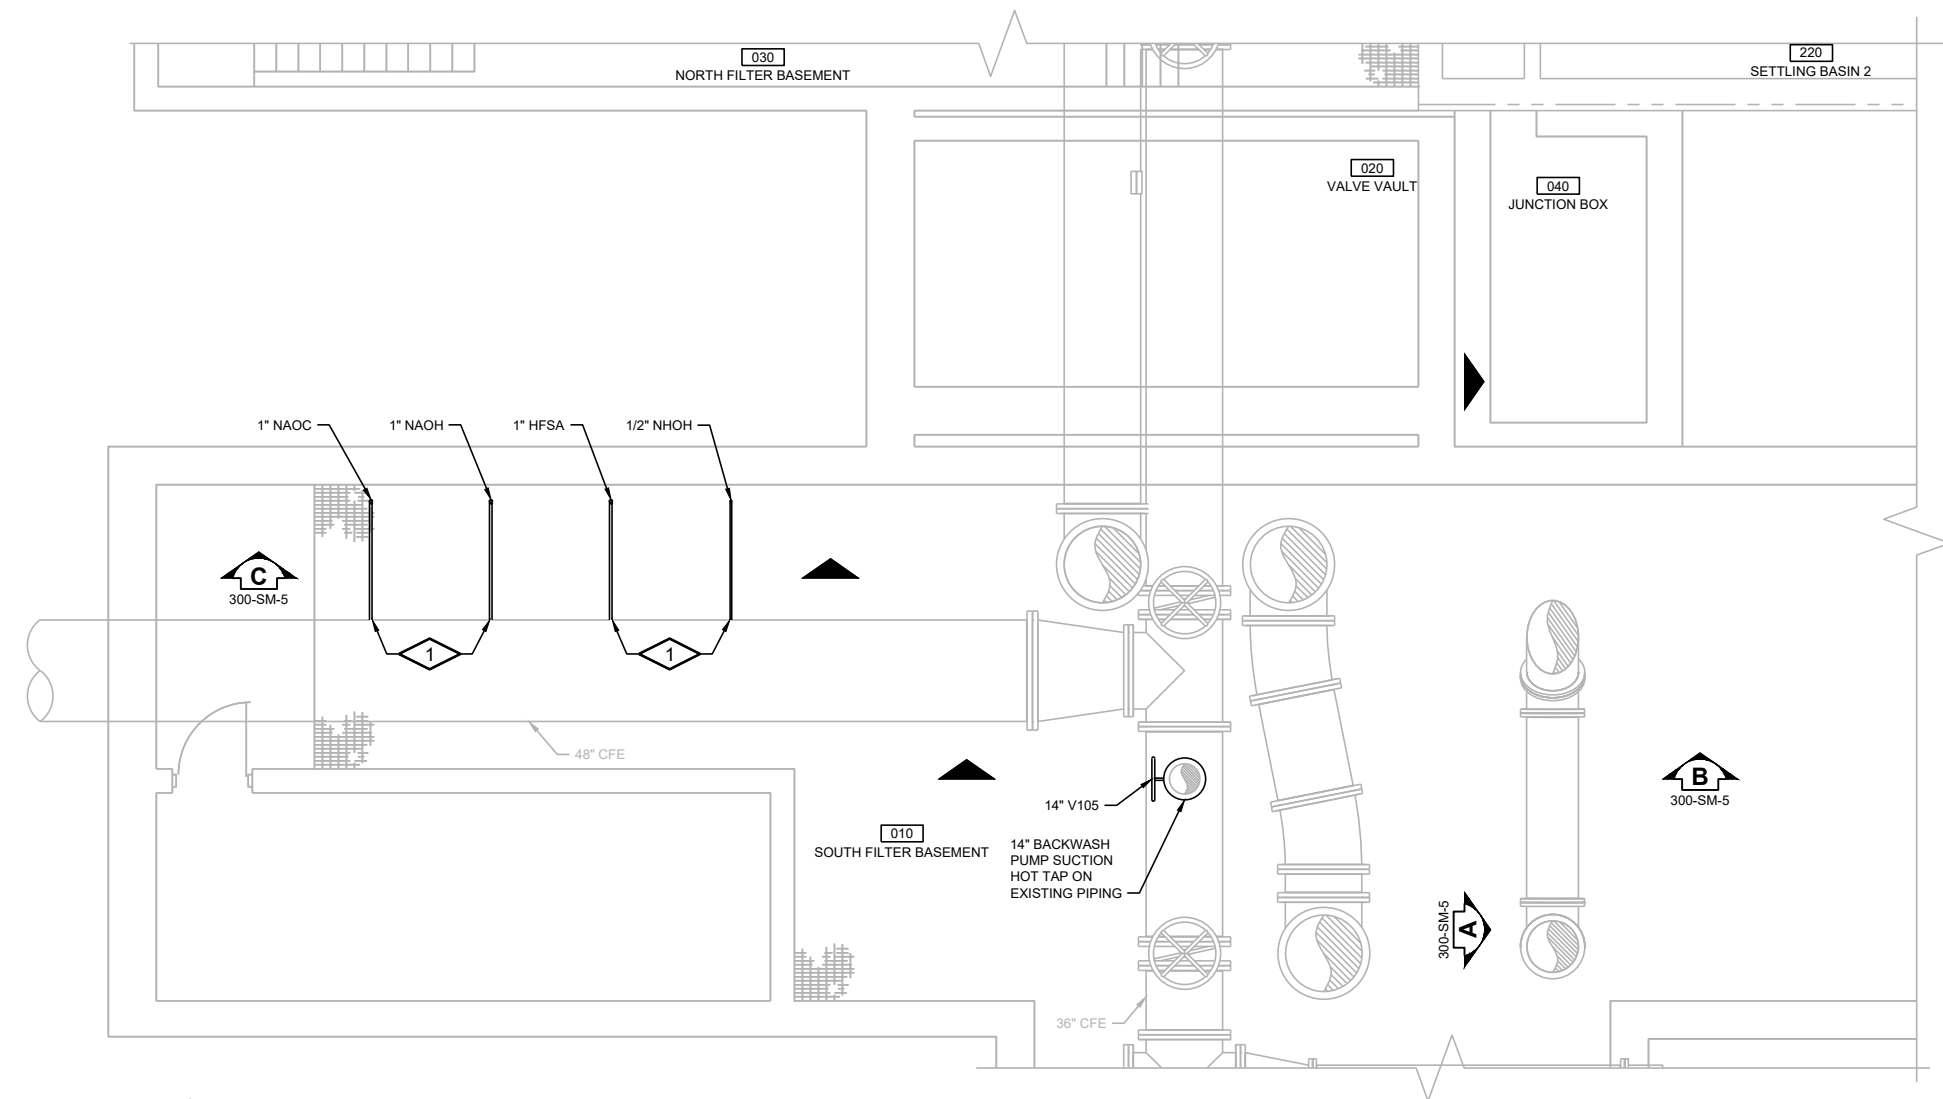 030
NORTH FILTER BASEMENT
220
SETTLING BASIN 2
020
VALVE VAULT
040
JUNCTION BOX
1" NAOC
1" NAOH
1" HFSA
1/2" NHOH
C
300-SM-5
1
1
48" CFE
14" V105
B
300-SM-5
010
SOUTH FILTER BASEMENT
14" BACKWASH
PUMP SUCTION
HOT TAP ON
EXISTING PIPING
A
300-SM-5
36" CFE